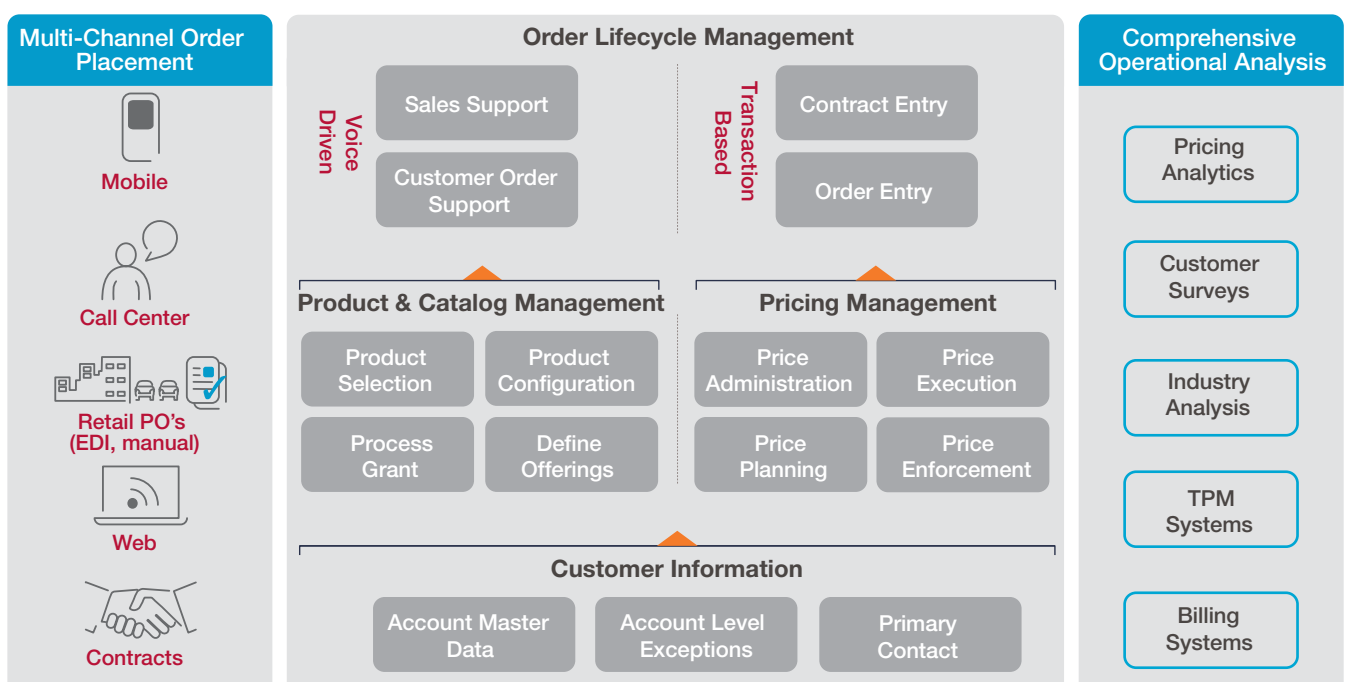 Multi-Channel Order
Placement
Mobile
Call Center
Retail PO's
(EDI, manual)
Web
Contracts
Order Lifecycle Management
Voice
Driven
Sales Support
Customer Order
Support
Transaction
Based
Contract Entry
Order Entry
Product & Catalog Management
Product
Selection
Product
Configuration
Process
Grant
Define
Offerings
Pricing Management
Price
Administration
Price
Execution
Price
Planning
Price
Enforcement
Customer Information
Account Master
Data
Account Level
Exceptions
Primary
Contact
Comprehensive
Operational Analysis
Pricing
Analytics
Customer
Surveys
Industry
Analysis
TPM
Systems
Billing
Systems